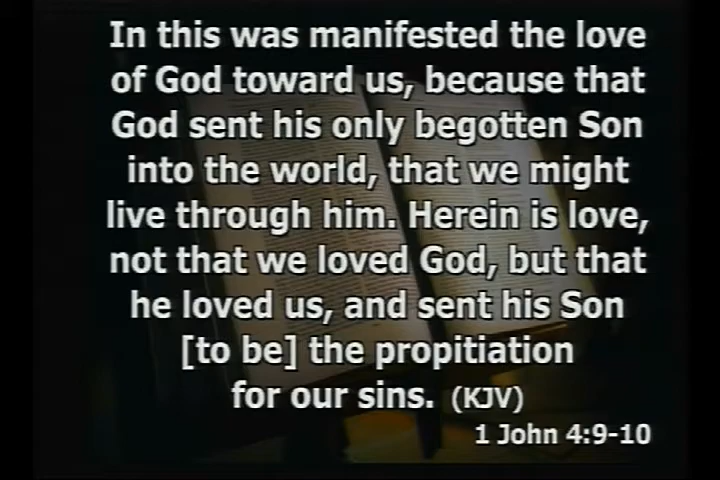 In this was manifested the love
of God toward us, because that
God sent his only begotten Son
into the world, that we might
live through him. Herein is love,
not that we loved God, but that
he loved us, and sent his Son
[to be] the propitiation
for our sins. (KJV)
1 John 4:9-10